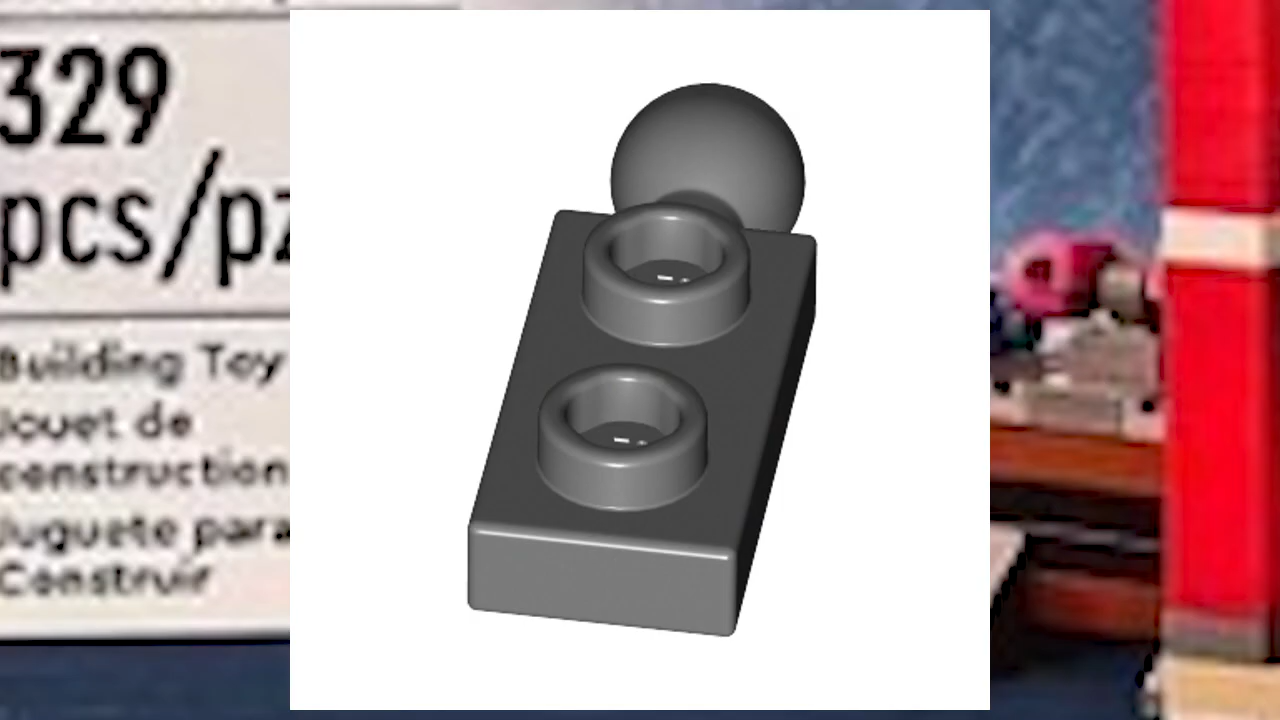 329
pcs/pz
Building Toy
Jouet de
construction
Juguete para
Construir